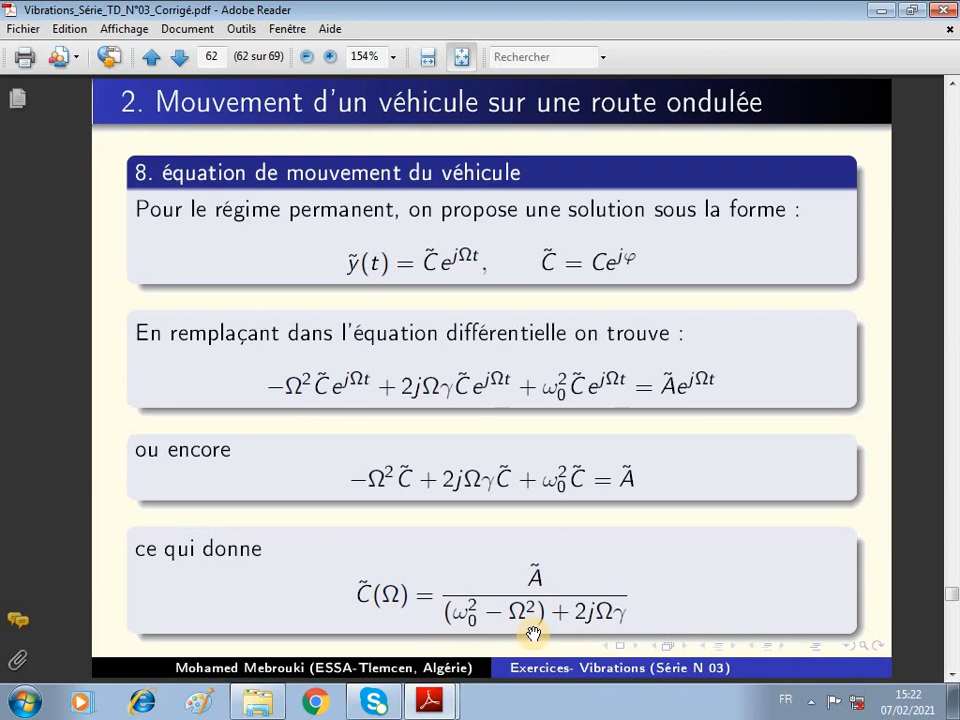 Vibrations_Série_TD_N°03_Corrigé.pdf - Adobe Reader
Fichier Edition Affichage Document Outils Fenêtre Aide
62 (62 sur 69) 154% Rechercher
2. Mouvement d'un véhicule sur une route ondulée
8. équation de mouvement du véhicule
Pour le régime permanent, on propose une solution sous la forme :
ỹ(t) = C̃e^{jΩt}, C̃ = Ce^{jφ}
En remplaçant dans l'équation différentielle on trouve :
−Ω²C̃e^{jΩt} + 2jΩγC̃e^{jΩt} + ω₀²C̃e^{jΩt} = Ãe^{jΩt}
ou encore
−Ω²C̃ + 2jΩγC̃ + ω₀²C̃ = Ã
ce qui donne
C̃(Ω) = Ã / ((ω₀² − Ω²) + 2jΩγ)
Mohamed Mebrouki (ESSA-Tlemcen, Algérie) Exercices- Vibrations (Série N 03)
FR 15:22
07/02/2021